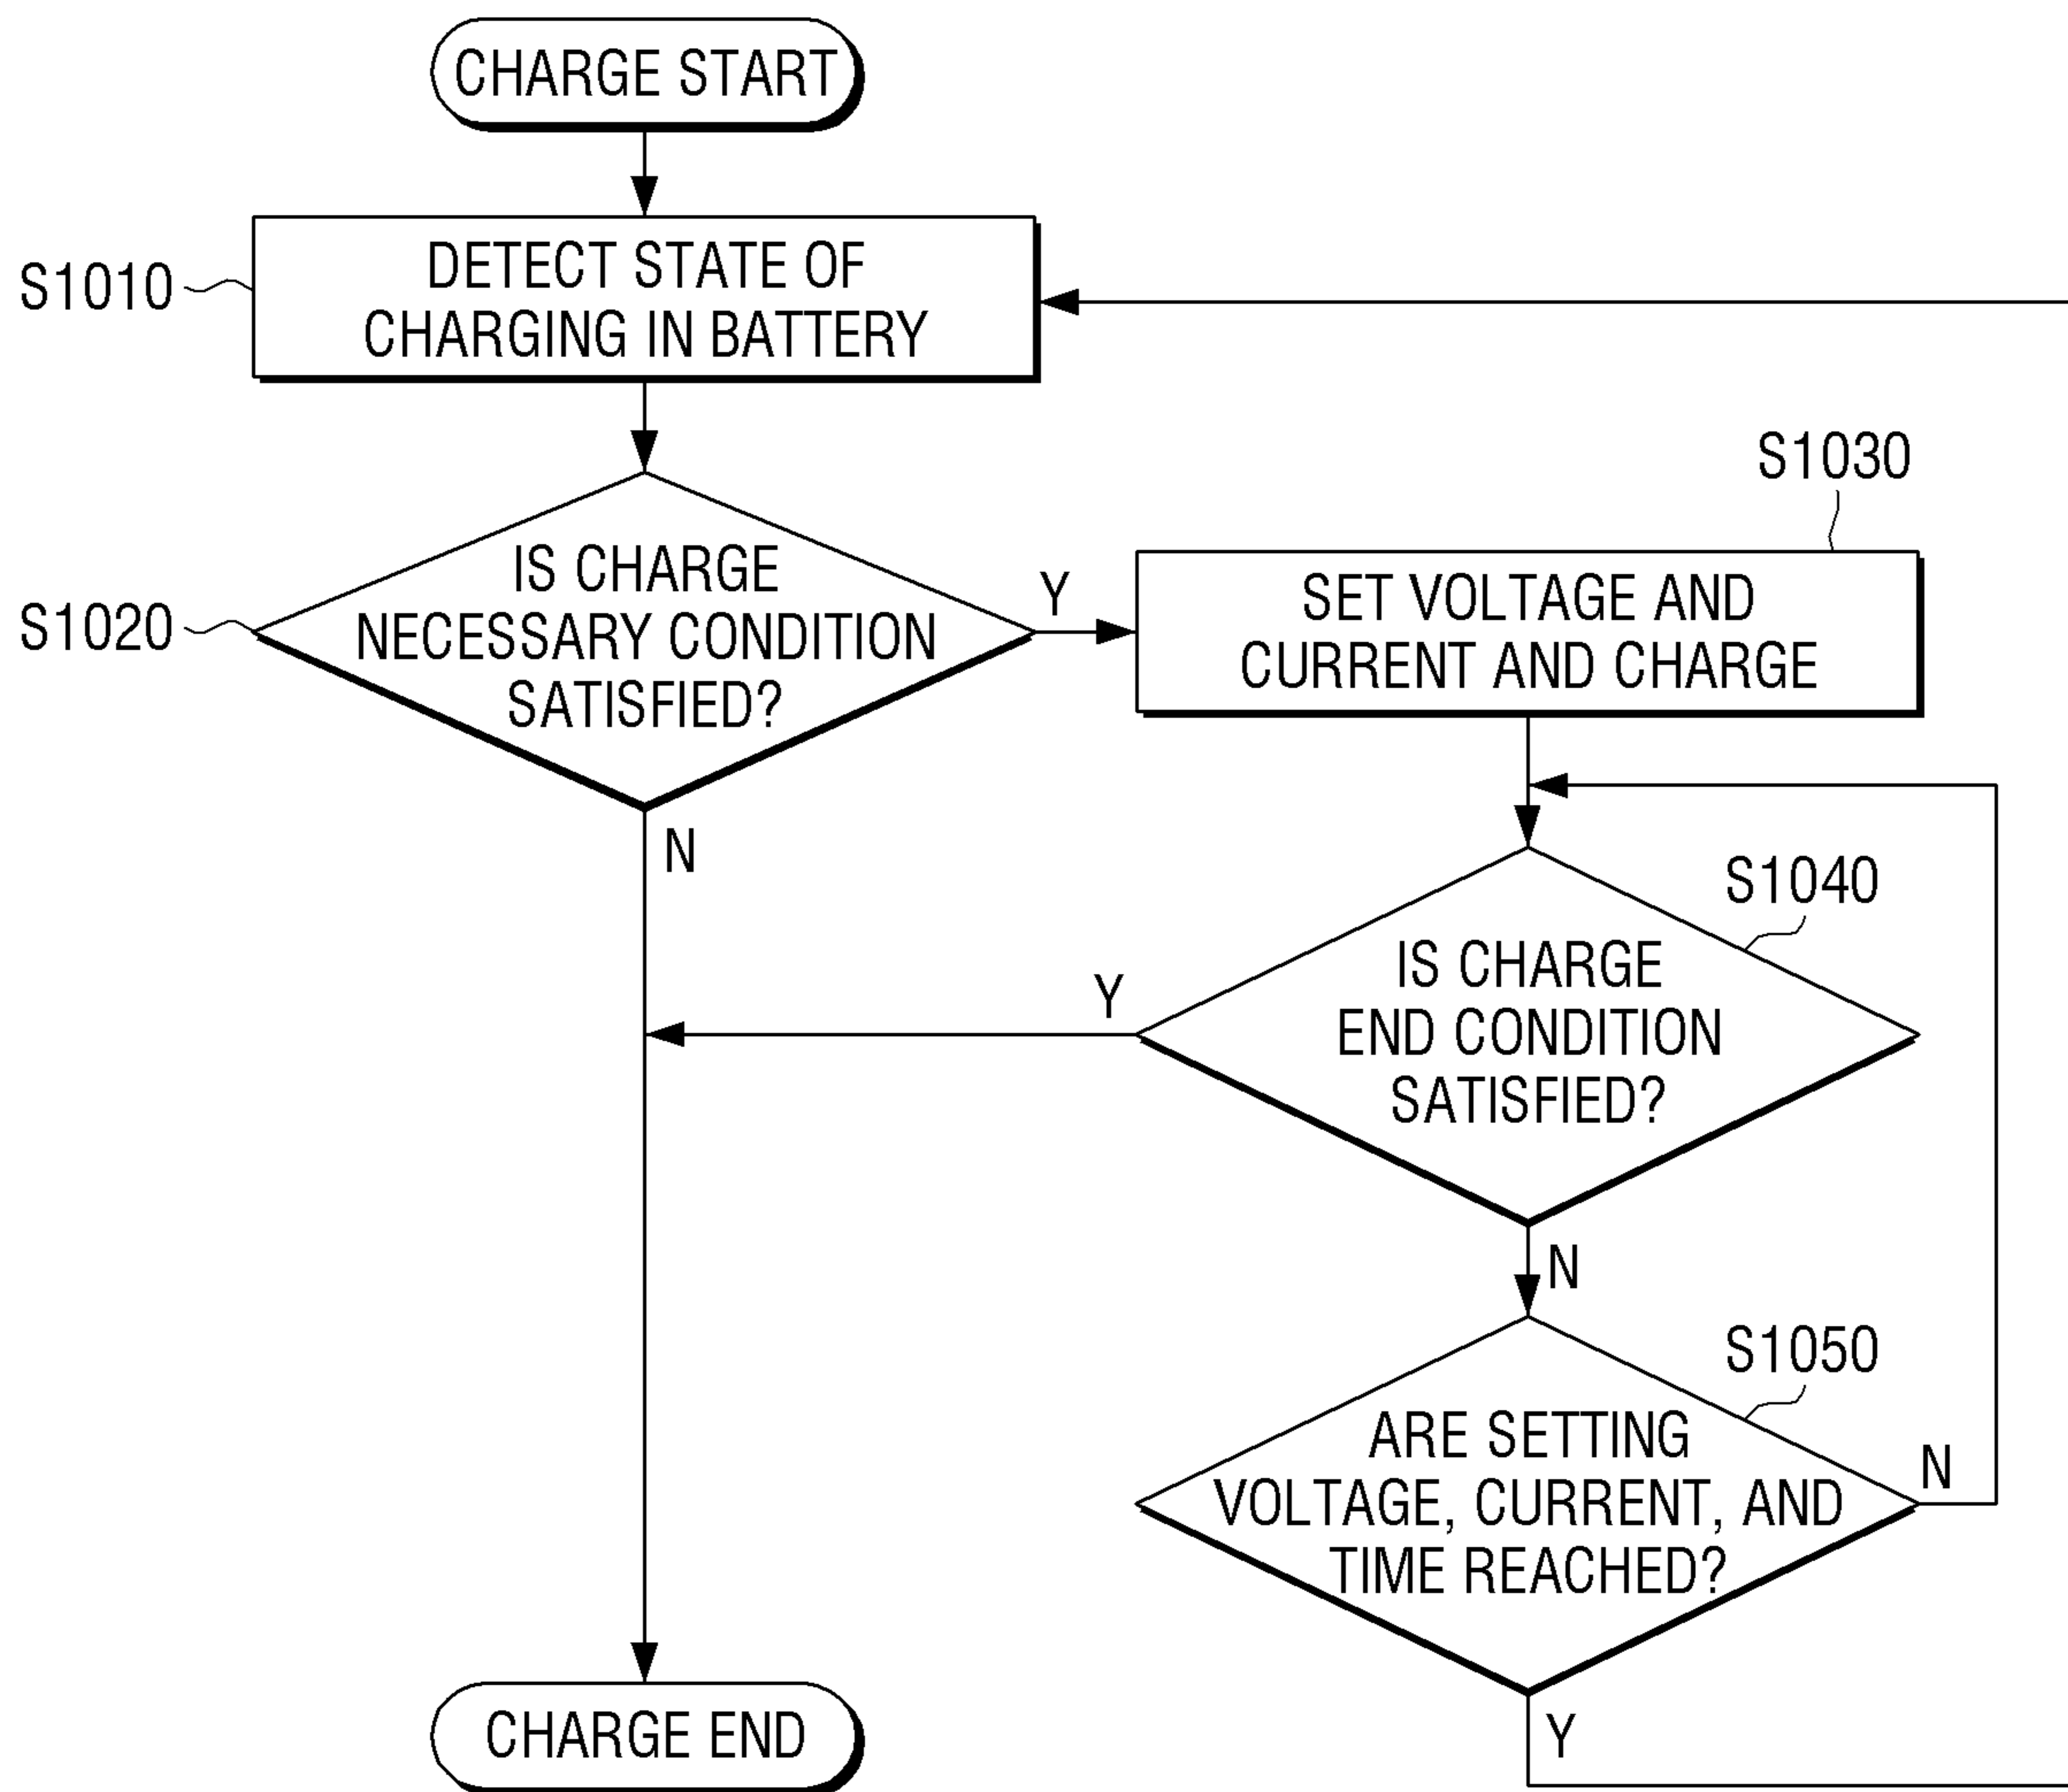 CHARGE START
S1010
DETECT STATE OF
CHARGING IN BATTERY
S1020
IS CHARGE
NECESSARY CONDITION
SATISFIED?
Y
N
S1030
SET VOLTAGE AND
CURRENT AND CHARGE
S1040
IS CHARGE
END CONDITION
SATISFIED?
Y
N
S1050
ARE SETTING
VOLTAGE, CURRENT, AND
TIME REACHED?
N
Y
CHARGE END